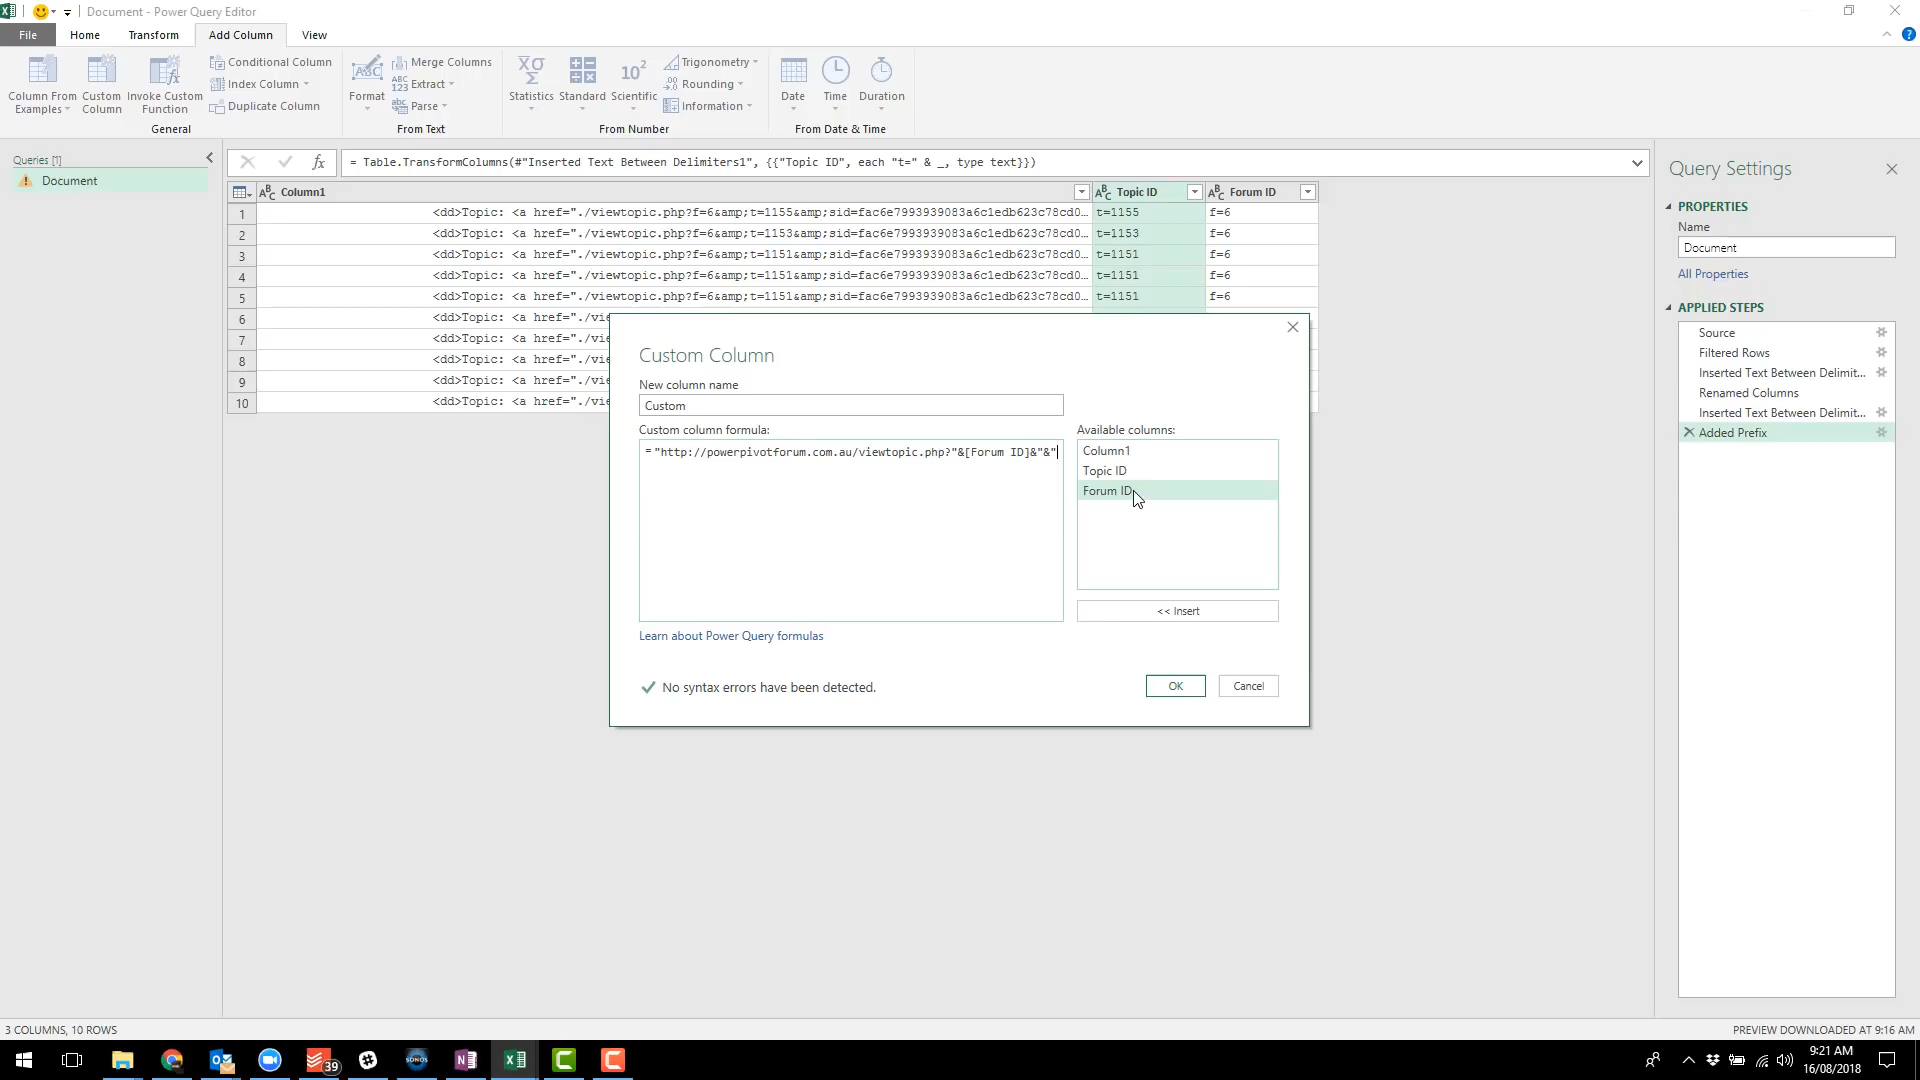 Document - Power Query Editor
File Home Transform Add Column View
Column From Examples
Custom Column
Invoke Custom Function
Conditional Column
Index Column
Duplicate Column
General
Format
Merge Columns
Extract
Parse
From Text
Statistics
Standard
Scientific
Trigonometry
Rounding
Information
From Number
Date
Time
Duration
From Date & Time
Queries [1]
Document
= Table.TransformColumns(#"Inserted Text Between Delimiters1", {{"Topic ID", each "t=" & _, type text}})
Column1 Topic ID Forum ID
1 <dd>Topic: <a href="./viewtopic.php?f=6&amp;t=1155&amp;sid=fac6e7993939083a6c1edb623c78cd0... t=1155 f=6
2 <dd>Topic: <a href="./viewtopic.php?f=6&amp;t=1153&amp;sid=fac6e7993939083a6c1edb623c78cd0... t=1153 f=6
3 <dd>Topic: <a href="./viewtopic.php?f=6&amp;t=1151&amp;sid=fac6e7993939083a6c1edb623c78cd0... t=1151 f=6
4 <dd>Topic: <a href="./viewtopic.php?f=6&amp;t=1151&amp;sid=fac6e7993939083a6c1edb623c78cd0... t=1151 f=6
5 <dd>Topic: <a href="./viewtopic.php?f=6&amp;t=1151&amp;sid=fac6e7993939083a6c1edb623c78cd0... t=1151 f=6
6 <dd>Topic: <a href="./vie
7 <dd>Topic: <a href="./vie
8 <dd>Topic: <a href="./vie
9 <dd>Topic: <a href="./vie
10 <dd>Topic: <a href="./vie
Custom Column
New column name
Custom
Custom column formula:
= "http://powerpivotforum.com.au/viewtopic.php?"&[Forum ID]&"&"
Available columns:
Column1
Topic ID
Forum ID
<< Insert
Learn about Power Query formulas
No syntax errors have been detected.
OK
Cancel
Query Settings
PROPERTIES
Name
Document
All Properties
APPLIED STEPS
Source
Filtered Rows
Inserted Text Between Delimit...
Renamed Columns
Inserted Text Between Delimit...
Added Prefix
3 COLUMNS, 10 ROWS
PREVIEW DOWNLOADED AT 9:16 AM
39
SONOS
9:21 AM
16/08/2018